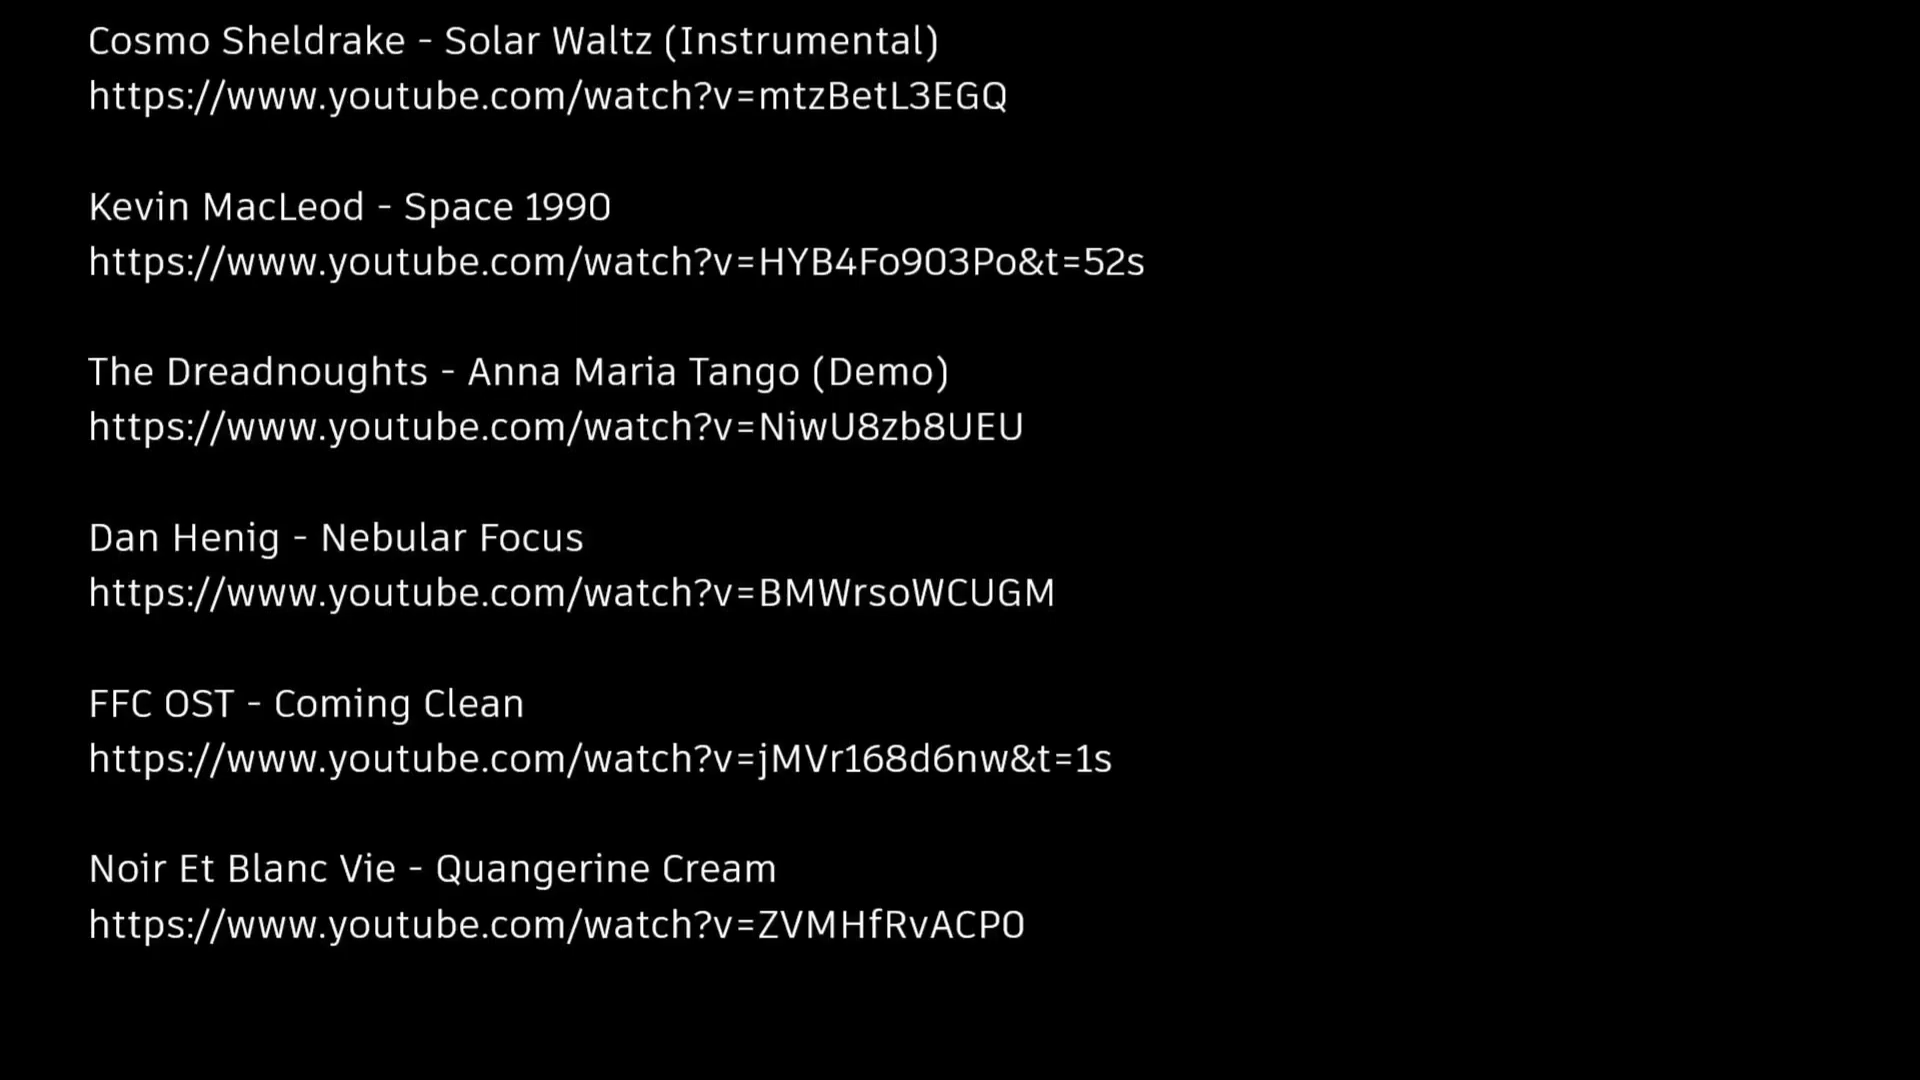 Cosmo Sheldrake - Solar Waltz (Instrumental)
https://www.youtube.com/watch?v=mtzBetL3EGQ
Kevin MacLeod - Space 1990
https://www.youtube.com/watch?v=HYB4Fo903Po&t=52s
The Dreadnoughts - Anna Maria Tango (Demo)
https://www.youtube.com/watch?v=NiwU8zb8UEU
Dan Henig - Nebular Focus
https://www.youtube.com/watch?v=BMWrsoWCUGM
FFC OST - Coming Clean
https://www.youtube.com/watch?v=jMVr168d6nw&t=1s
Noir Et Blanc Vie - Quangerine Cream
https://www.youtube.com/watch?v=ZVMHfRvACP0